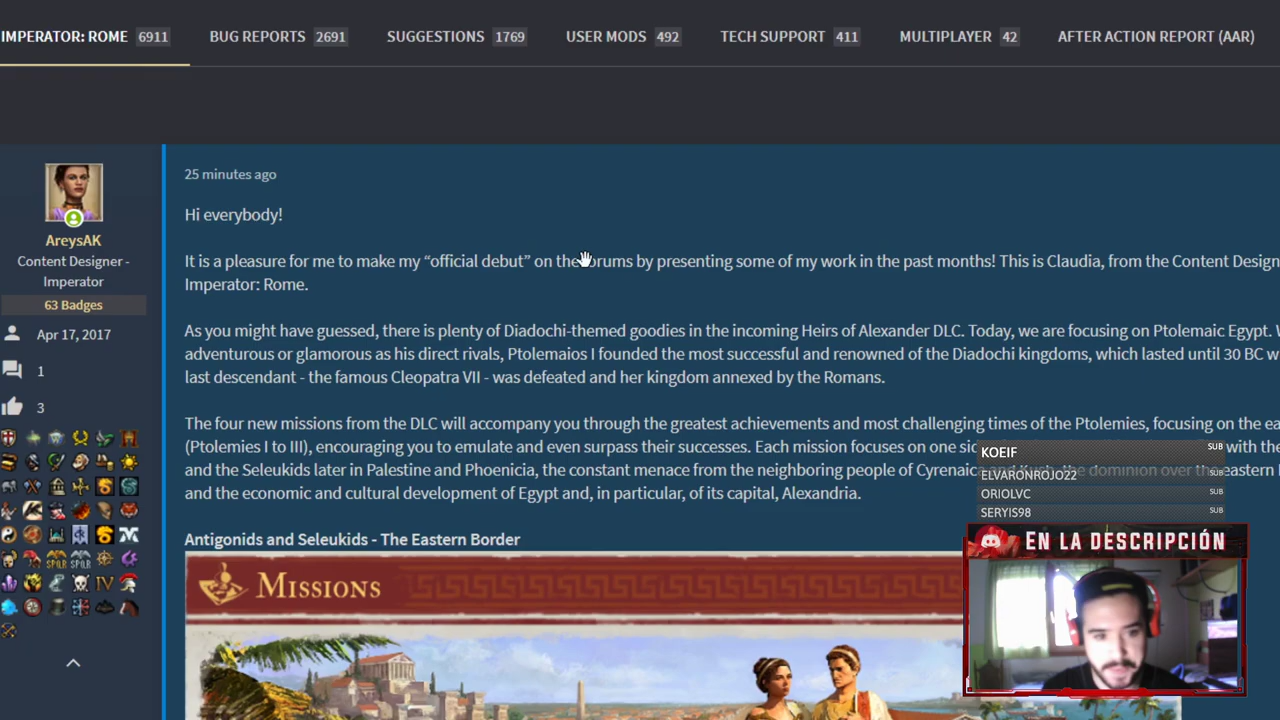 IMPERATOR: ROME 6911 BUG REPORTS 2691 SUGGESTIONS 1769 USER MODS 492 TECH SUPPORT 411 MULTIPLAYER 42 AFTER ACTION REPORT (AAR)
25 minutes ago
Hi everybody!
AreysAK
Content Designer -
Imperator
63 Badges
Apr 17, 2017
1
3
It is a pleasure for me to make my “official debut” on the forums by presenting some of my work in the past months! This is Claudia, from the Content Design
Imperator: Rome.
As you might have guessed, there is plenty of Diadochi-themed goodies in the incoming Heirs of Alexander DLC. Today, we are focusing on Ptolemaic Egypt.
adventurous or glamorous as his direct rivals, Ptolemaios I founded the most successful and renowned of the Diadochi kingdoms, which lasted until 30 BC
last descendant - the famous Cleopatra VII - was defeated and her kingdom annexed by the Romans.
The four new missions from the DLC will accompany you through the greatest achievements and most challenging times of the Ptolemies, focusing on the ea
(Ptolemies I to III), encouraging you to emulate and even surpass their successes. Each mission focuses on one with the
and the Seleukids later in Palestine and Phoenicia, the constant menace from the neighboring people of Cyrenaica and Kush, the dominion over the eastern
and the economic and cultural development of Egypt and, in particular, of its capital, Alexandria.
Antigonids and Seleukids - The Eastern Border
MISSIONS
KOEIF SUB
ELVARONROJO22 SUB
ORIOLVC SUB
SERYIS98 SUB
EN LA DESCRIPCIÓN